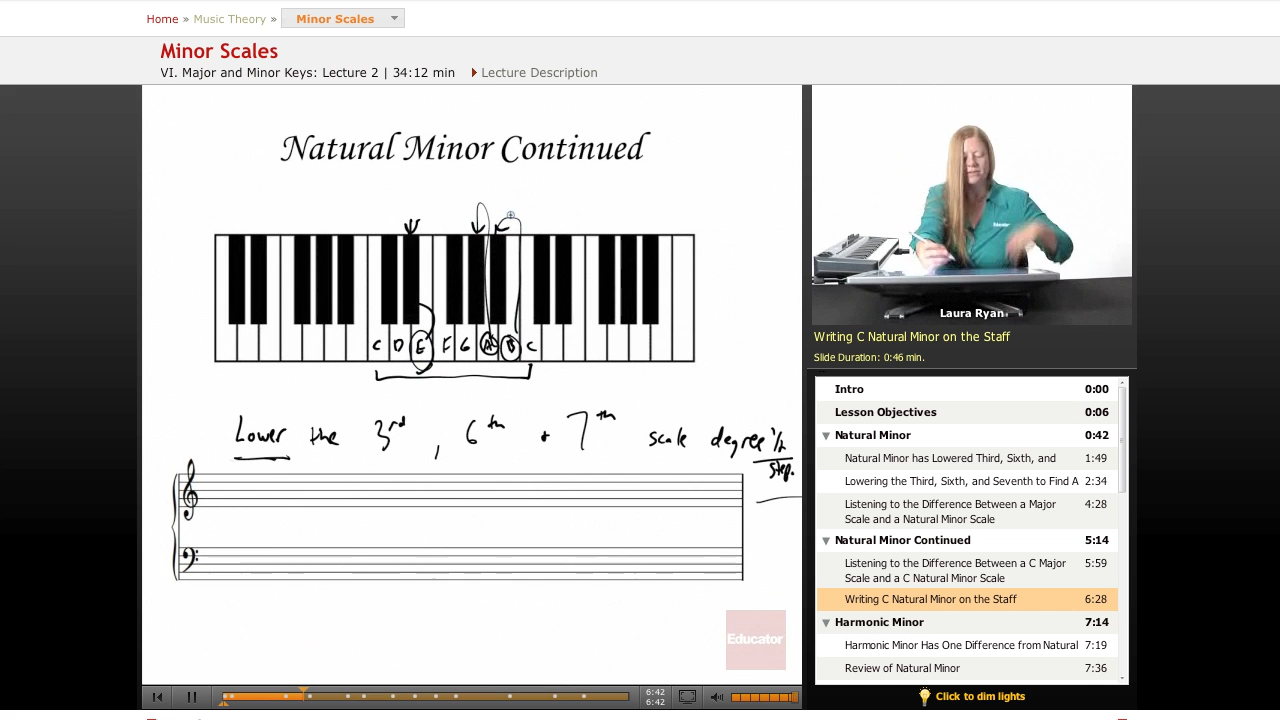 Home » Music Theory » Minor Scales
Minor Scales
VI. Major and Minor Keys: Lecture 2 | 34:12 min Lecture Description
Natural Minor Continued
C D E F G A B C
Lower the 3rd, 6th + 7th scale degree 1/2
step.
Educator
6:42
6:42
Laura Ryan
Writing C Natural Minor on the Staff
Slide Duration: 0:46 min.
Intro 0:00
Lesson Objectives 0:06
Natural Minor 0:42
Natural Minor has Lowered Third, Sixth, and 1:49
Lowering the Third, Sixth, and Seventh to Find A 2:34
Listening to the Difference Between a Major 4:28
Scale and a Natural Minor Scale
Natural Minor Continued 5:14
Listening to the Difference Between a C Major 5:59
Scale and a C Natural Minor Scale
Writing C Natural Minor on the Staff 6:28
Harmonic Minor 7:14
Harmonic Minor Has One Difference from Natural 7:19
Review of Natural Minor 7:36
Click to dim lights